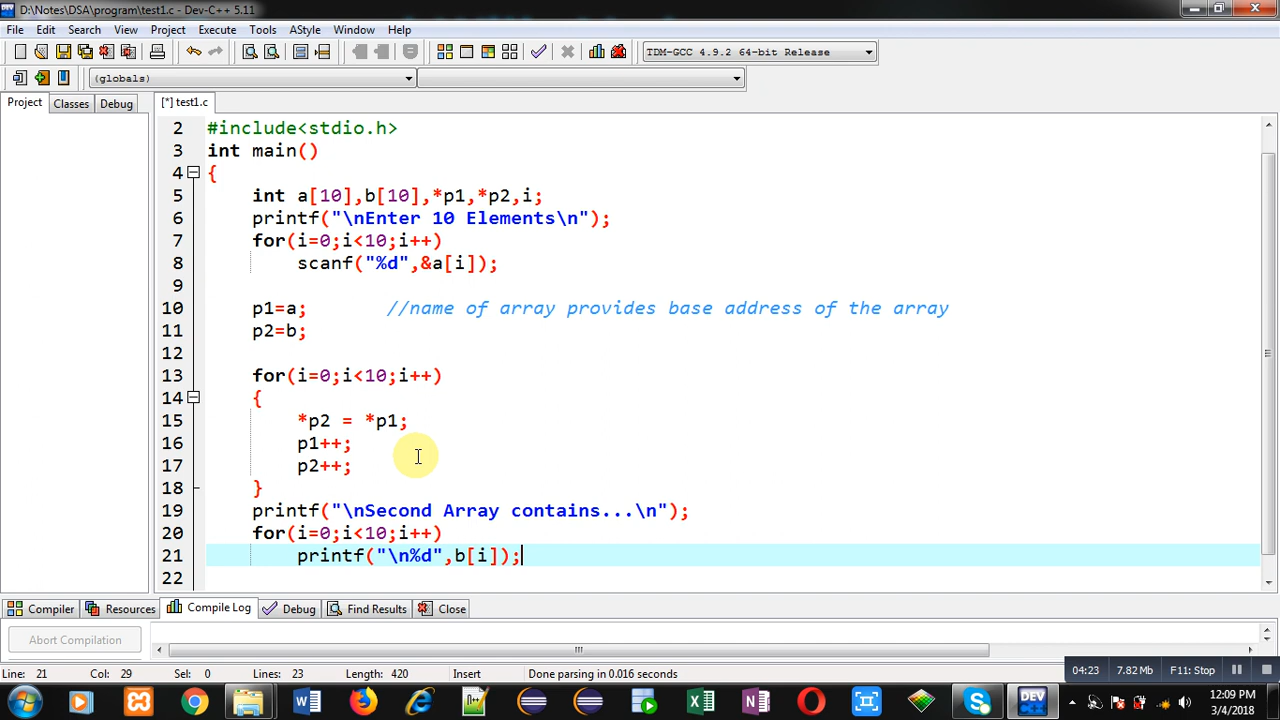 D:\Notes\DSA\program\test1.c - Dev-C++ 5.11
File Edit Search View Project Execute Tools AStyle Window Help
TDM-GCC 4.9.2 64-bit Release
(globals)
Project Classes Debug
[*] test1.c
2 #include<stdio.h>
3 int main()
4 {
5 int a[10],b[10],*p1,*p2,i;
6 printf("\nEnter 10 Elements\n");
7 for(i=0;i<10;i++)
8 scanf("%d",&a[i]);
9
10 p1=a; //name of array provides base address of the array
11 p2=b;
12
13 for(i=0;i<10;i++)
14 {
15 *p2 = *p1;
16 p1++;
17 p2++;
18 }
19 printf("\nSecond Array contains...\n");
20 for(i=0;i<10;i++)
21 printf("\n%d",b[i]);
22
Compiler Resources Compile Log Debug Find Results Close
Abort Compilation
Line: 21 Col: 29 Sel: 0 Lines: 23 Length: 420 Insert Done parsing in 0.016 seconds
04:23 7.82 Mb F11: Stop
12:09 PM
3/4/2018